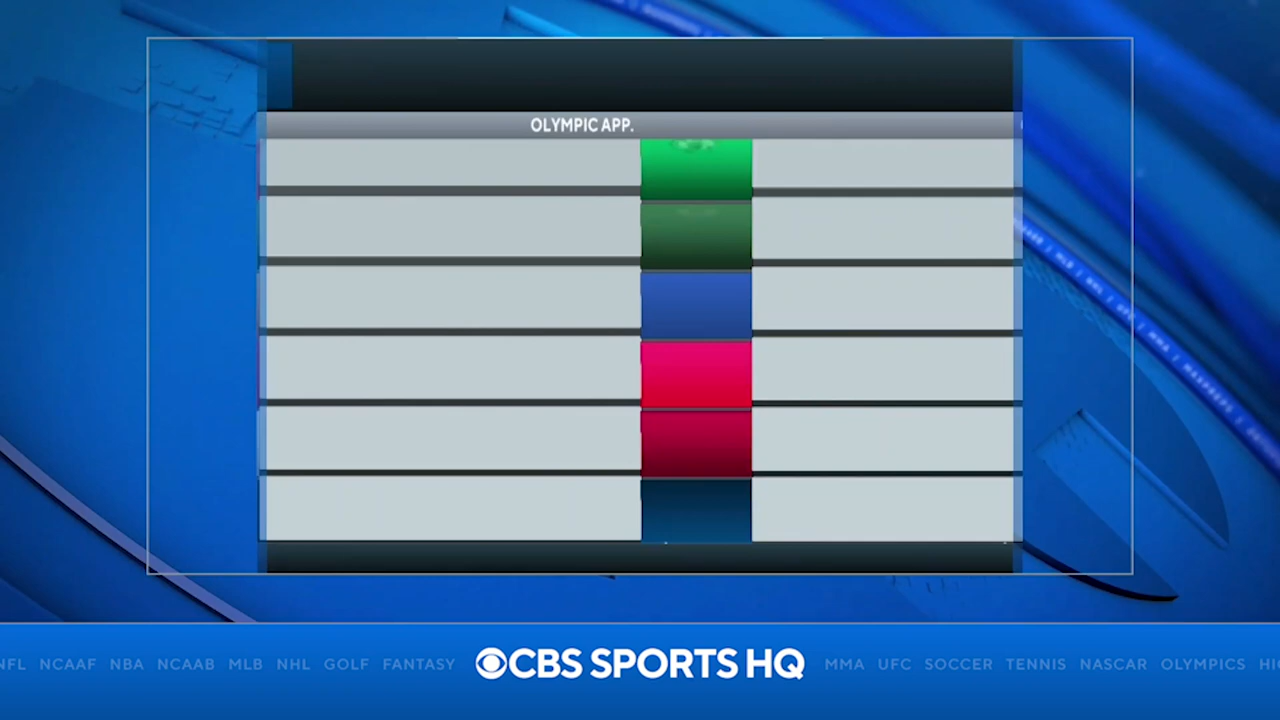 OLYMPIC APP.
NFL NCAAF NBA NCAAB MLB NHL GOLF FANTASY CBS SPORTS HQ MMA UFC SOCCER TENNIS NASCAR OLYMPICS